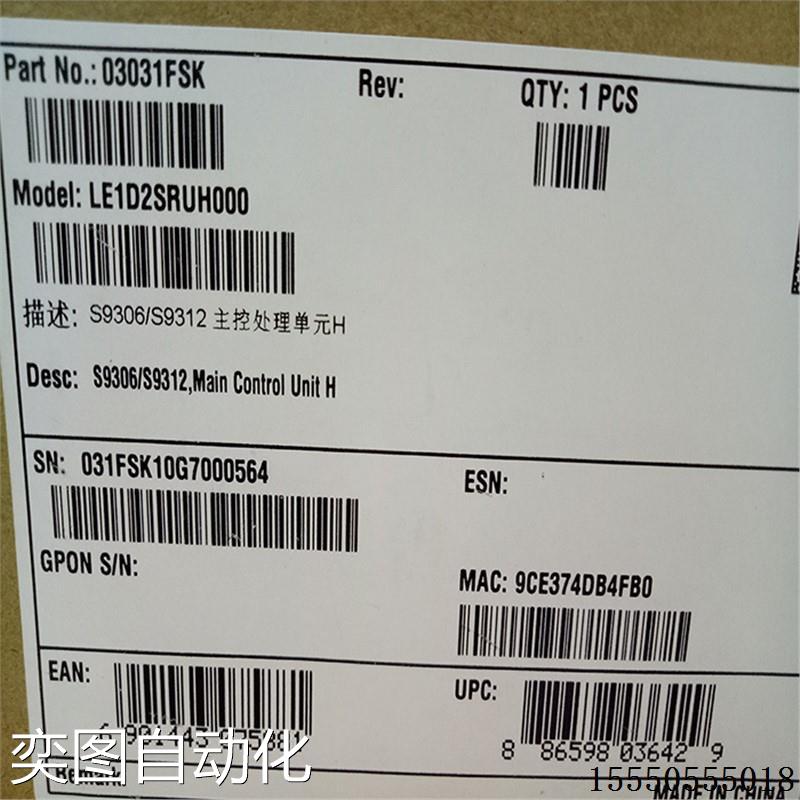 Part No.: 03031FSK
Rev:
QTY: 1 PCS
Model: LE1D2SRUH000
描述: S9306/S9312 主控处理单元H
Desc: S9306/S9312,Main Control Unit H
SN: 031FSK10G7000564
ESN:
GPON S/N:
MAC: 9CE374DB4FB0
EAN:
UPC:
8 86598 03642 9
奕图自动化
Remark
15550555018
MADE IN CHINA